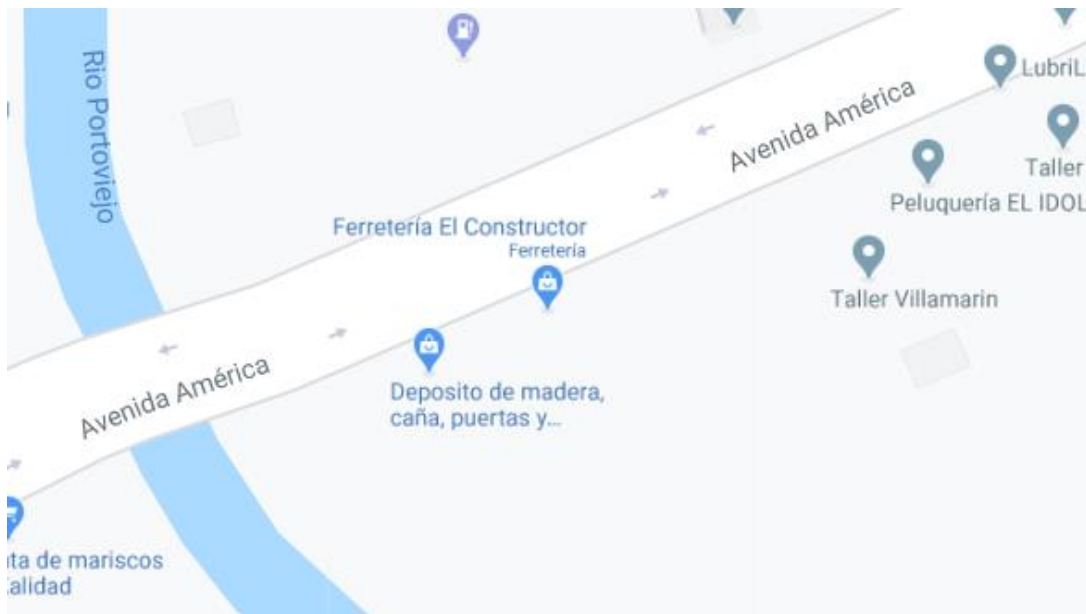 Rio Portoviejo
Avenida América
LubriL
Taller
Peluquería EL IDOL
Ferretería El Constructor
Ferretería
Taller Villamarin
Avenida América
Deposito de madera,
caña, puertas y...
ta de mariscos
alidad